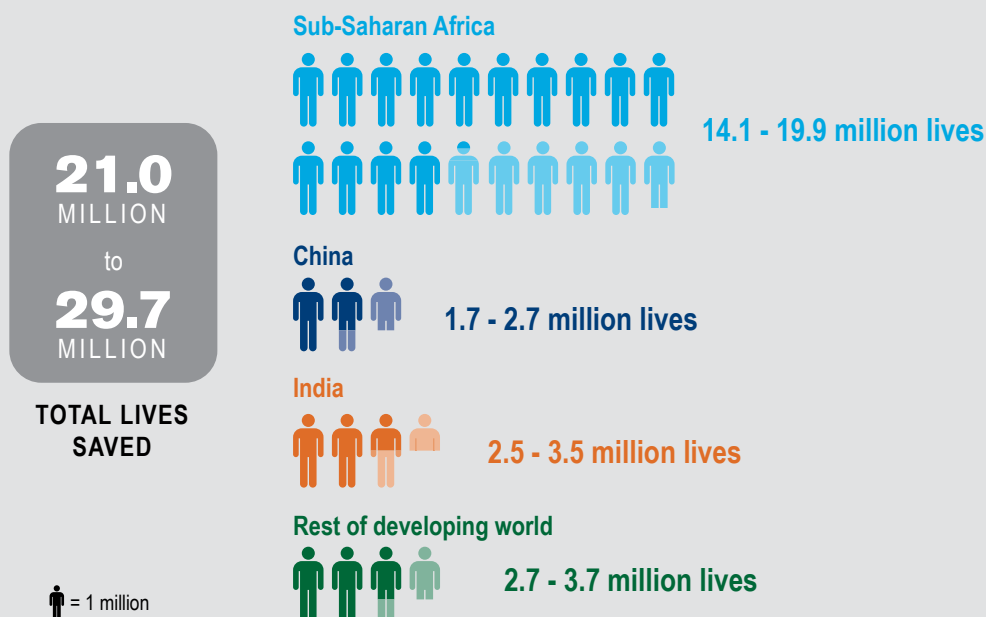 Sub-Saharan Africa
14.1 - 19.9 million lives
21.0
MILLION
to
29.7
MILLION
TOTAL LIVES
SAVED
China
1.7 - 2.7 million lives
India
2.5 - 3.5 million lives
Rest of developing world
2.7 - 3.7 million lives
= 1 million